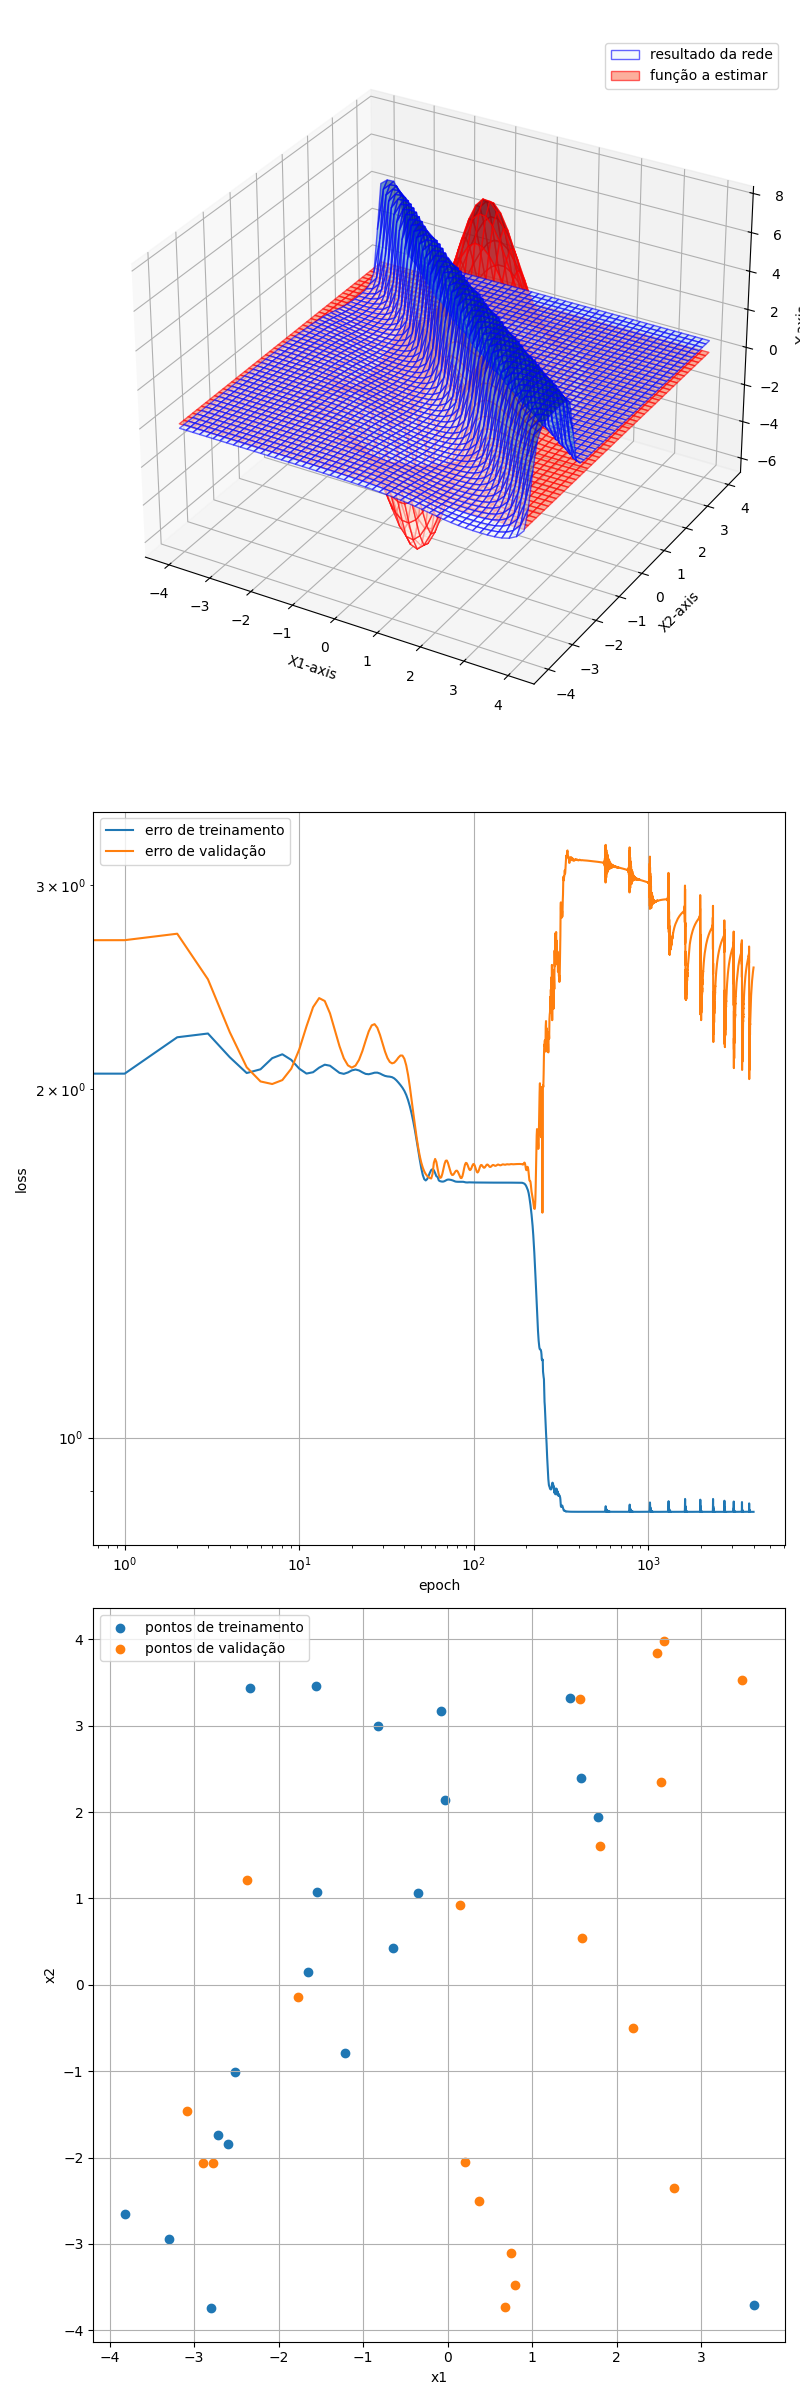 resultado da rede
função a estimar
8
6
4
2
0
−2
−4
−6
4
3
2
1
0
−1
−2
−3
−4
X2-axis
−4
−3
−2
−1
0
1
2
3
4
X1-axis
erro de treinamento
erro de validação
3 × 10⁰
2 × 10⁰
10⁰
loss
10⁰ 10¹ 10² 10³
epoch
pontos de treinamento
pontos de validação
4
3
2
1
0
−1
−2
−3
−4
x2
−4 −3 −2 −1 0 1 2 3
x1